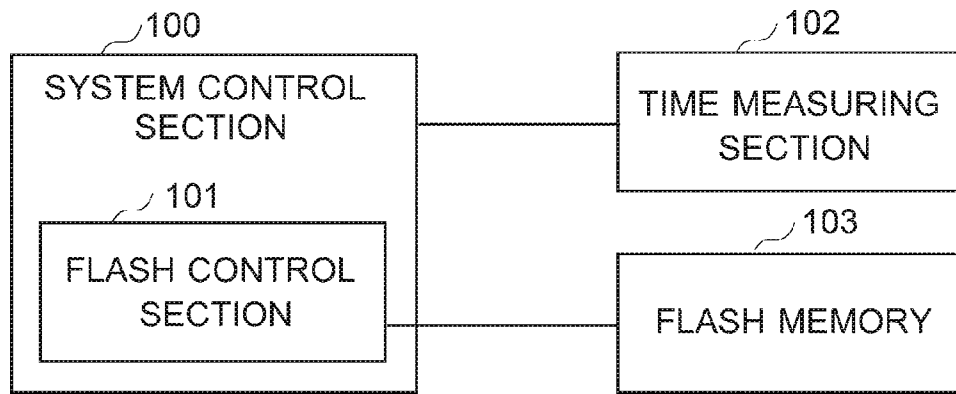 100
SYSTEM CONTROL
SECTION
101
FLASH CONTROL
SECTION
102
TIME MEASURING
SECTION
103
FLASH MEMORY